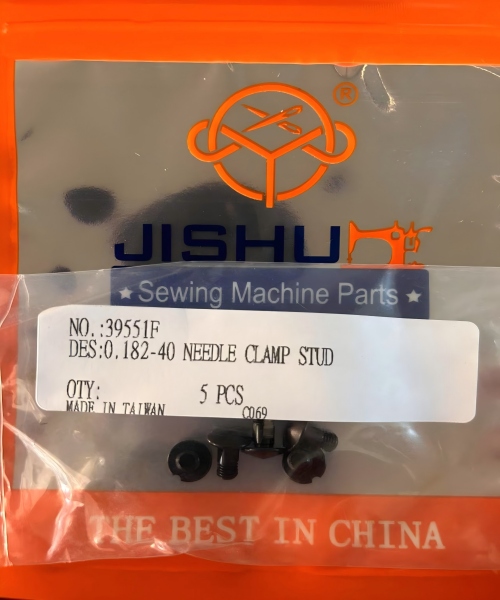 ®
JISHU
★ Sewing Machine Parts ★
NO.:39551F
DES:0.182-40 NEEDLE CLAMP STUD
QTY: 5 PCS
MADE IN TAIWAN C069
THE BEST IN CHINA